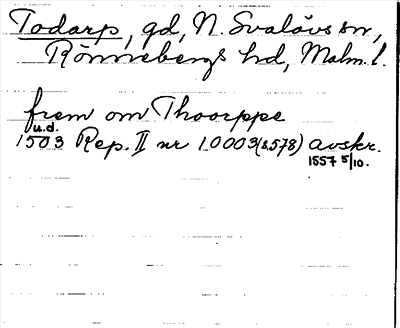 Todarp, gd, N. Svalövs sn,
Rönnebergs hd, Malm. l.
frem om Thoorppe
u.d.
1503 Rep. II nr 10003 (s.578) avskr.
1557 5/10.